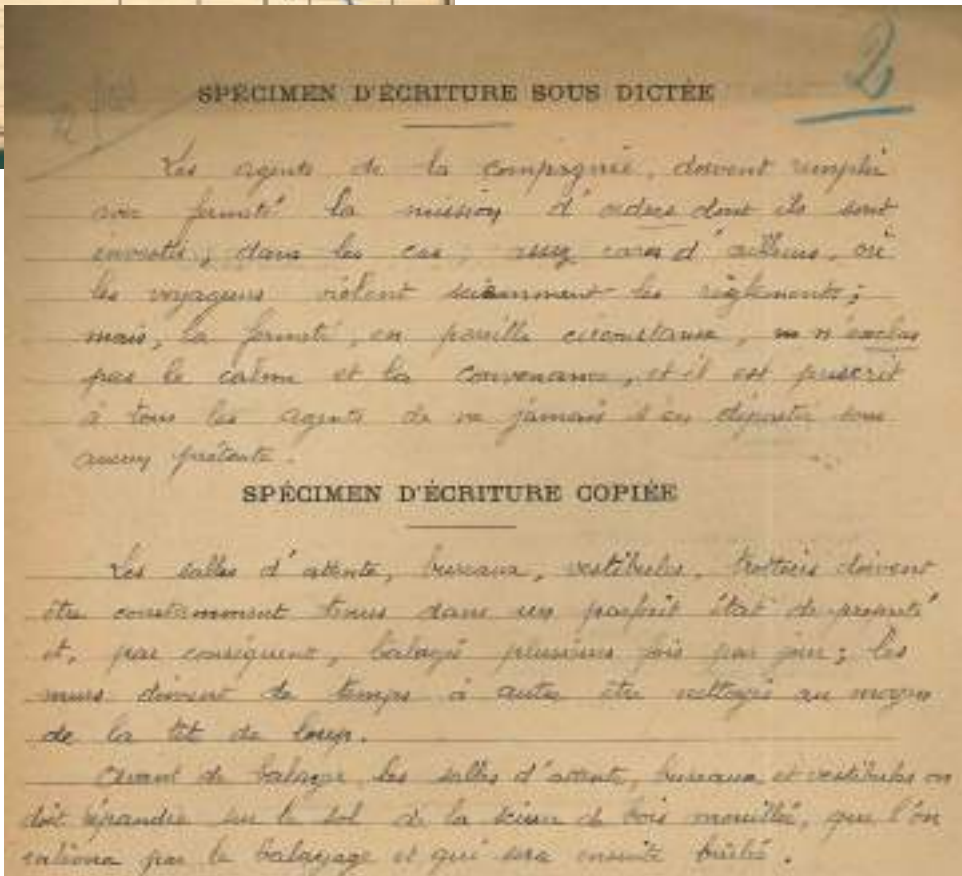 2
SPÉCIMEN D'ÉCRITURE SOUS DICTÉE
Les agents de la compagnie, doivent remplir
avec fermeté la mission d'ordres dont ils sont
investis, dans les cas, assez rares d'ailleurs, où
les voyageurs violent sciemment les règlements;
mais, la fermeté, en pareille circonstance, n'exclus
pas le calme et la convenance, et il est prescrit
à tous les agents de ne jamais s'en départir sous
aucun prétexte.
SPÉCIMEN D'ÉCRITURE COPIÉE
Les salles d'attente, bureaux, vestibules, trottoirs doivent
être constamment tenus dans un parfait état de propreté
et, par conséquent, balayés plusieurs fois par jour; les
murs doivent de temps à autre être nettoyés au moyen
de la tête de loup.
Avant de balayer les salles d'attente, bureaux et vestibules on
doit répandre sur le sol de la sciure de bois mouillée, que l'on
enlèvera par le balayage et qui sera ensuite brûlée.